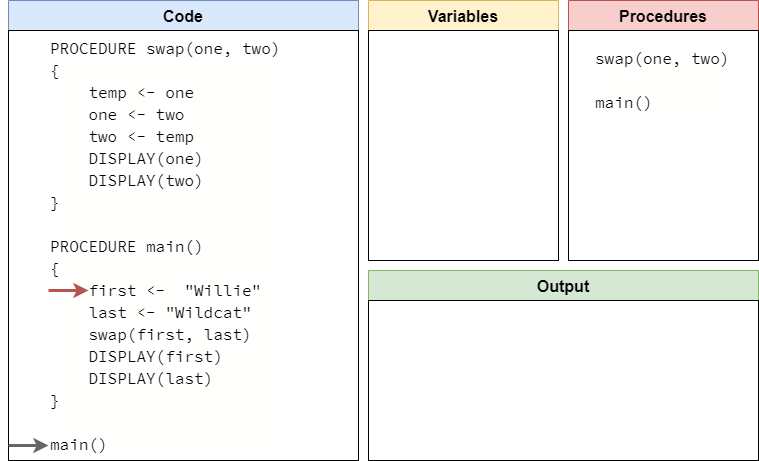 Code
PROCEDURE swap(one, two)
{
    temp <- one
    one <- two
    two <- temp
    DISPLAY(one)
    DISPLAY(two)
}

PROCEDURE main()
{
    first <-  "Willie"
    last <- "Wildcat"
    swap(first, last)
    DISPLAY(first)
    DISPLAY(last)
}

main()
Variables
Procedures
swap(one, two)
main()
Output